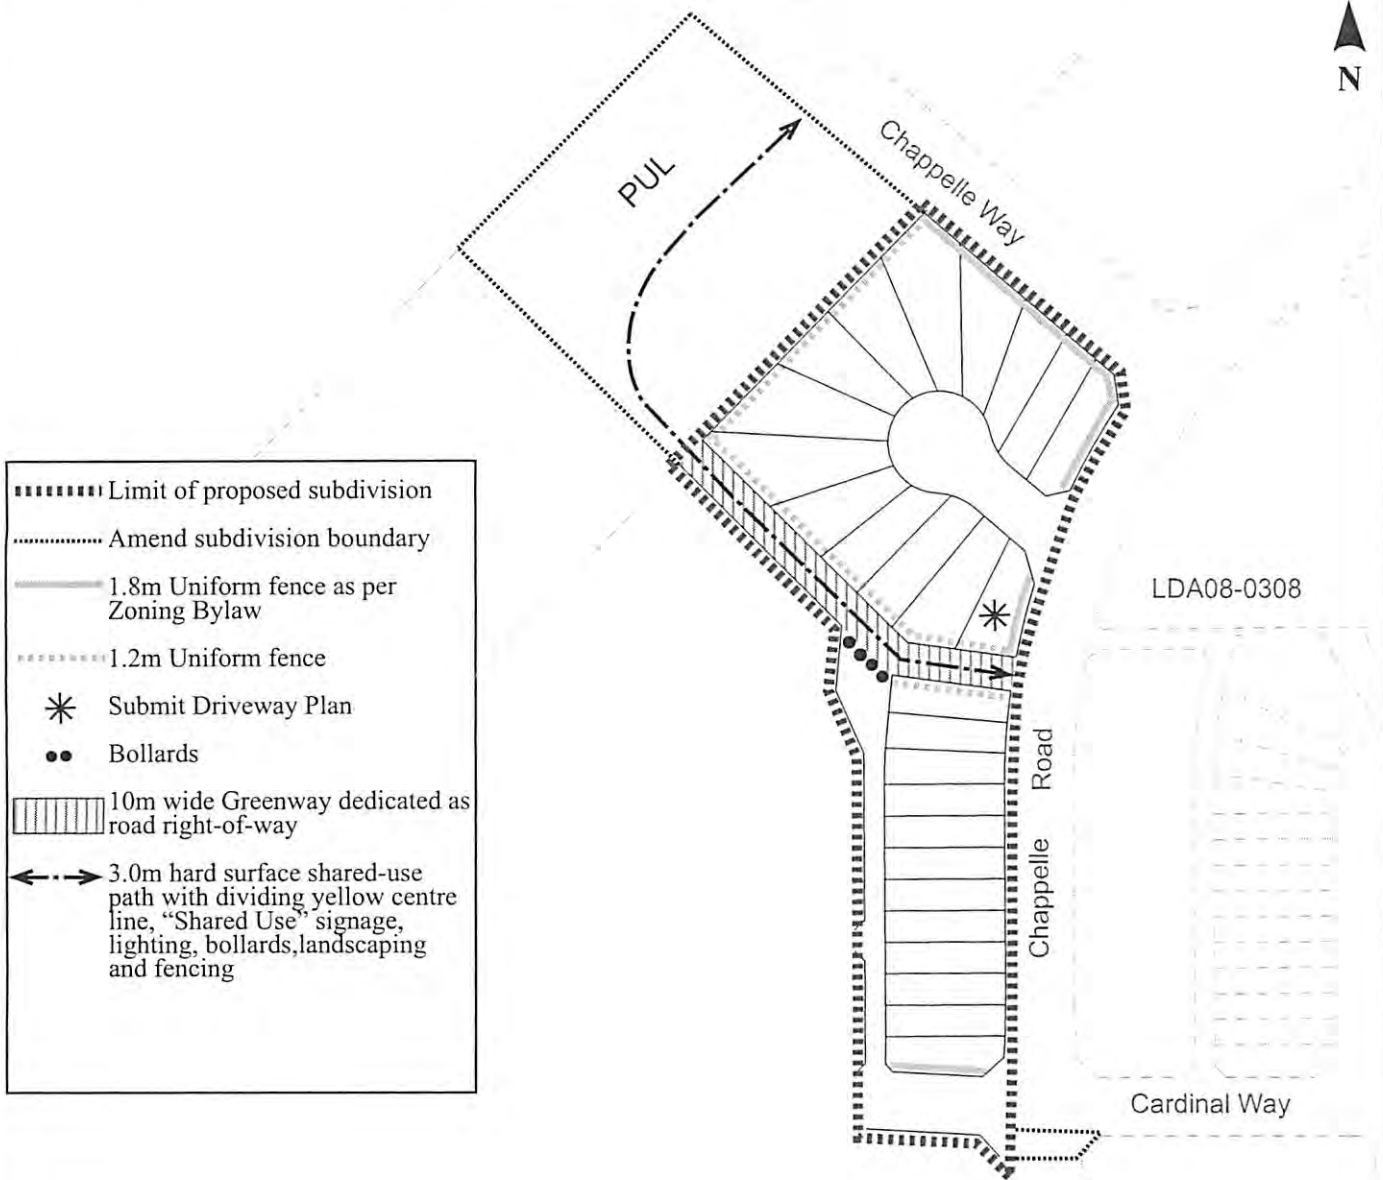 N
Chappelle Way
PUL
Limit of proposed subdivision
Amend subdivision boundary
1.8m Uniform fence as per
Zoning Bylaw
1.2m Uniform fence
Submit Driveway Plan
Bollards
10m wide Greenway dedicated as
road right-of-way
3.0m hard surface shared-use
path with dividing yellow centre
line, “Shared Use” signage,
lighting, bollards,landscaping
and fencing
LDA08-0308
Chappelle Road
Cardinal Way